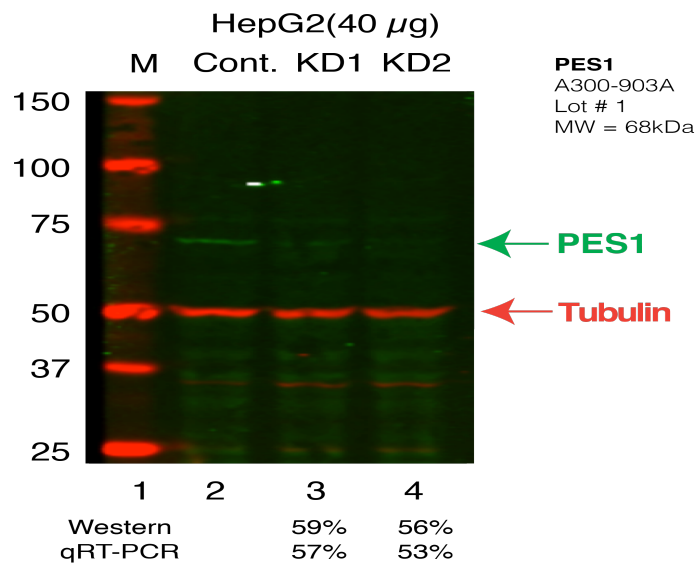 HepG2(40 µg)
M Cont. KD1 KD2
PES1
A300-903A
Lot # 1
MW = 68kDa
150
100
75
PES1
50
Tubulin
37
25
1 2 3 4
Western 59% 56%
qRT-PCR 57% 53%